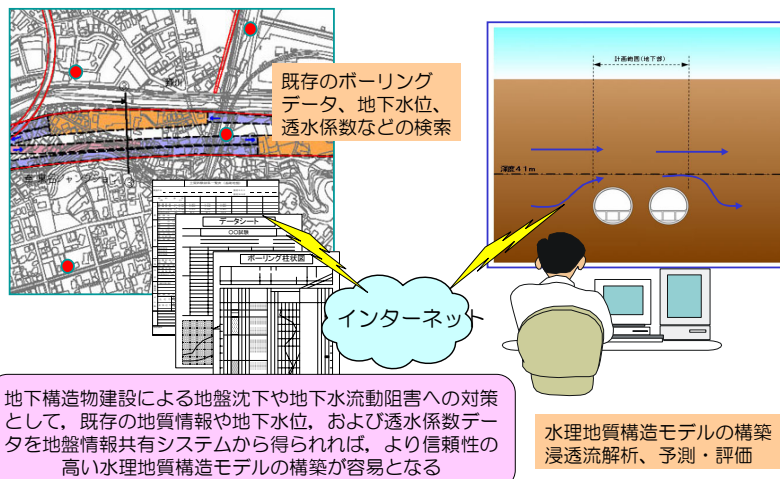 既存のボーリング
データ、地下水位、
透水係数などの検索
計画範囲(地下部)
深度41m
データシート
〇〇試験
ボーリング柱状図
インターネット
地下構造物建設による地盤沈下や地下水流動阻害への対策
として，既存の地質情報や地下水位，および透水係数デー
タを地盤情報共有システムから得られれば，より信頼性の
高い水理地質構造モデルの構築が容易となる
水理地質構造モデルの構築
浸透流解析、予測・評価